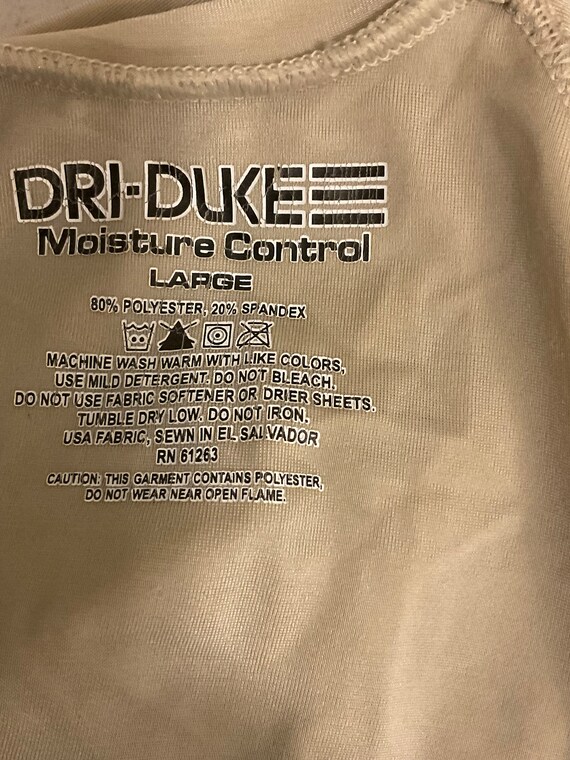 DRI-DUKE
Moisture Control
LARGE
80% POLYESTER, 20% SPANDEX
MACHINE WASH WARM WITH LIKE COLORS,
USE MILD DETERGENT. DO NOT BLEACH.
DO NOT USE FABRIC SOFTENER OR DRIER SHEETS.
TUMBLE DRY LOW. DO NOT IRON.
USA FABRIC, SEWN IN EL SALVADOR
RN 61263
CAUTION: THIS GARMENT CONTAINS POLYESTER,
DO NOT WEAR NEAR OPEN FLAME.